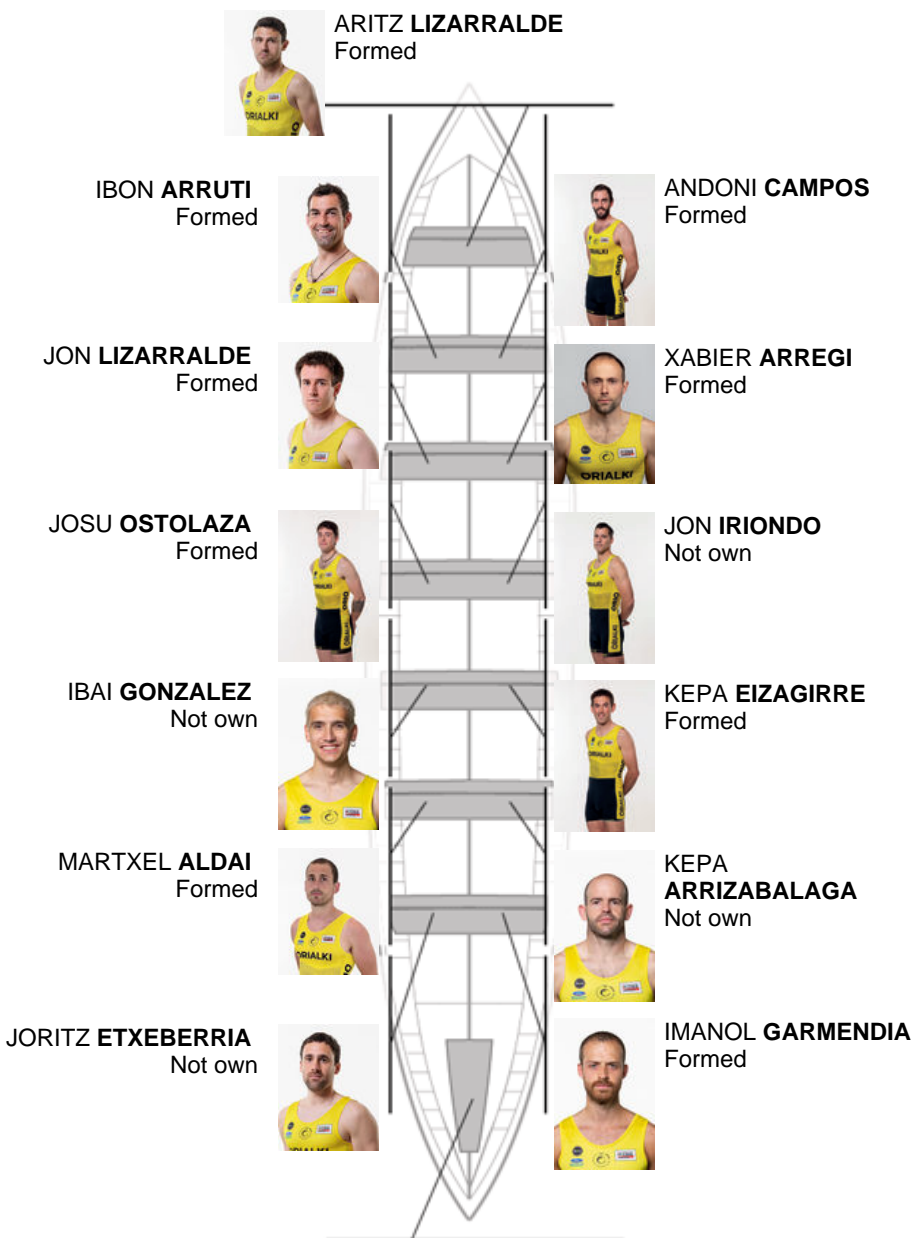 ARITZ LIZARRALDE
Formed
IBON ARRUTI
Formed
ANDONI CAMPOS
Formed
JON LIZARRALDE
Formed
XABIER ARREGI
Formed
JOSU OSTOLAZA
Formed
JON IRIONDO
Not own
IBAI GONZALEZ
Not own
KEPA EIZAGIRRE
Formed
MARTXEL ALDAI
Formed
KEPA
ARRIZABALAGA
Not own
JORITZ ETXEBERRIA
Not own
IMANOL GARMENDIA
Formed